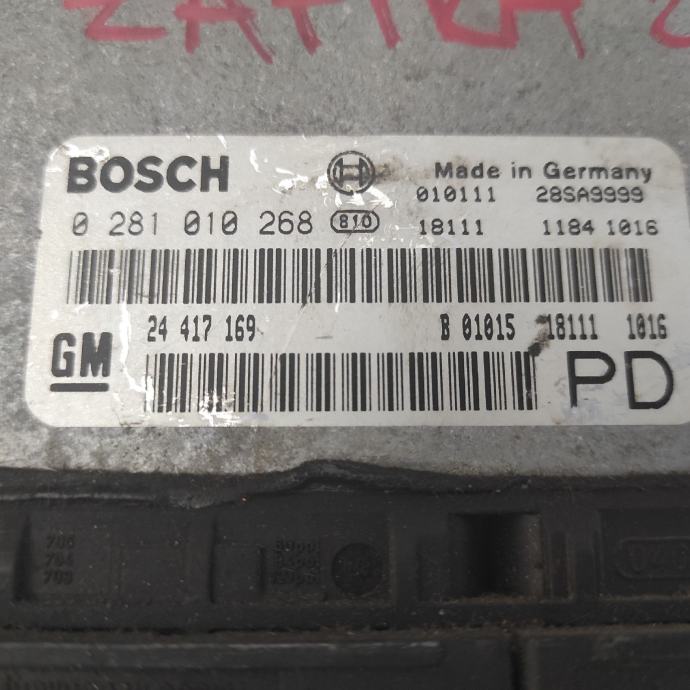 ZAFIRA
BOSCH Made in Germany
010111 28SA9999
0 281 010 268 810 18111 1184 1016
24 417 169 B 01015 18111 1016
GM PD